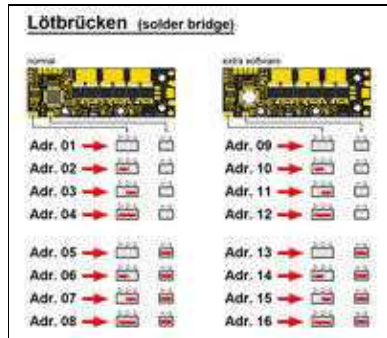 Lötbrücken (solder bridge)
normal
extra software
Adr. 01
Adr. 02
Adr. 03
Adr. 04
Adr. 05
Adr. 06
Adr. 07
Adr. 08
Adr. 09
Adr. 10
Adr. 11
Adr. 12
Adr. 13
Adr. 14
Adr. 15
Adr. 16